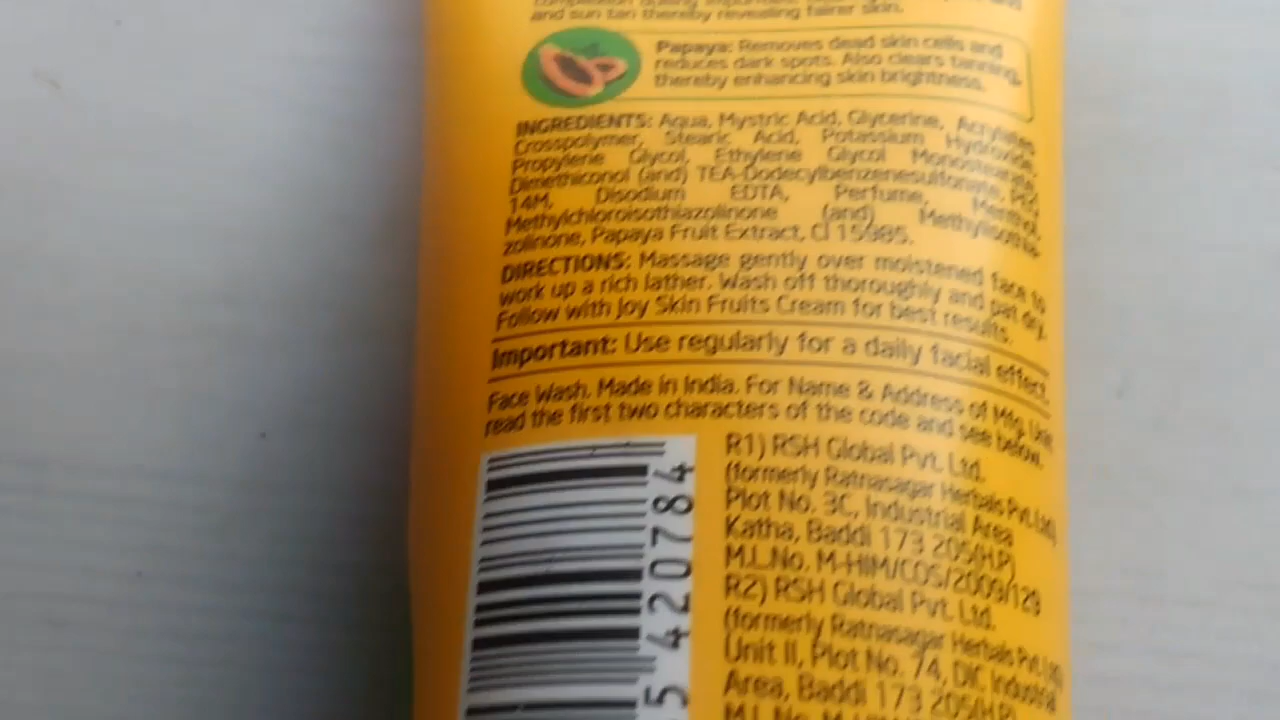 and sun tan thereby revealing fairer skin.
Papaya: Removes dead skin cells and
reduces dark spots. Also clears tanning,
thereby enhancing skin brightness.
INGREDIENTS: Aqua, Mystric Acid, Glycerine, Acrylates
Crosspolymer, Stearic Acid, Potassium Hydroxide,
Propylene Glycol, Ethylene Glycol Monostearate,
Dimethiconol (and) TEA-Dodecylbenzenesulfonate, PEG
14M, Disodium EDTA, Perfume, Menthol,
Methylchloroisothiazolinone (and) Methylisothia-
zolinone, Papaya Fruit Extract, CI 15985.
DIRECTIONS: Massage gently over moistened face to
work up a rich lather. Wash off thoroughly and pat dry.
Follow with Joy Skin Fruits Cream for best results.
Important: Use regularly for a daily facial effect.
Face Wash. Made in India. For Name & Address of Mfg. Unit
read the first two characters of the code and see below.
R1) RSH Global Pvt. Ltd.
(formerly Ratnasagar Herbals Pvt. Ltd)
Plot No. 3C, Industrial Area
Katha, Baddi 173 205(H.P)
M.L.No. M-HIM/COS/2009/129
R2) RSH Global Pvt. Ltd.
(formerly Ratnasagar Herbals Pvt. Ltd)
Unit II, Plot No. 74, DIC Industrial
Area, Baddi 173 205(H.P)
5 420784